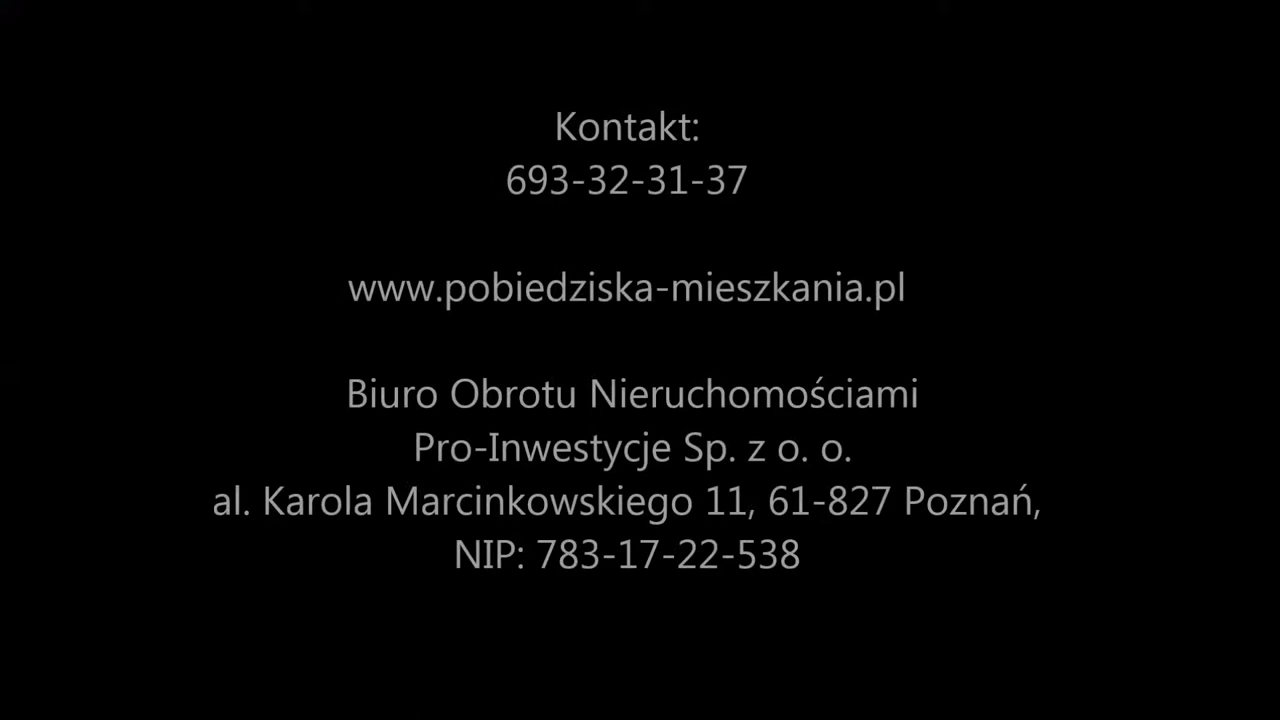 Kontakt:
693-32-31-37
www.pobiedziska-mieszkania.pl
Biuro Obrotu Nieruchomościami
Pro-Inwestycje Sp. z o. o.
al. Karola Marcinkowskiego 11, 61-827 Poznań,
NIP: 783-17-22-538